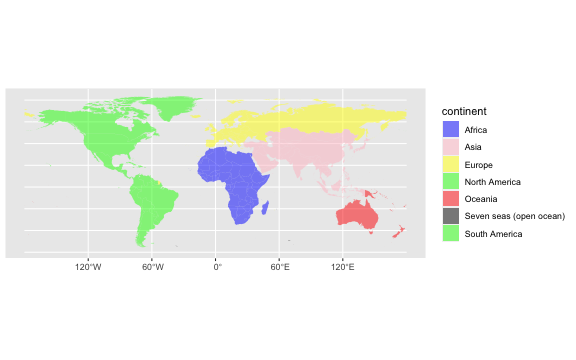 continent
Africa
Asia
Europe
North America
Oceania
Seven seas (open ocean)
South America
120°W 60°W 0° 60°E 120°E